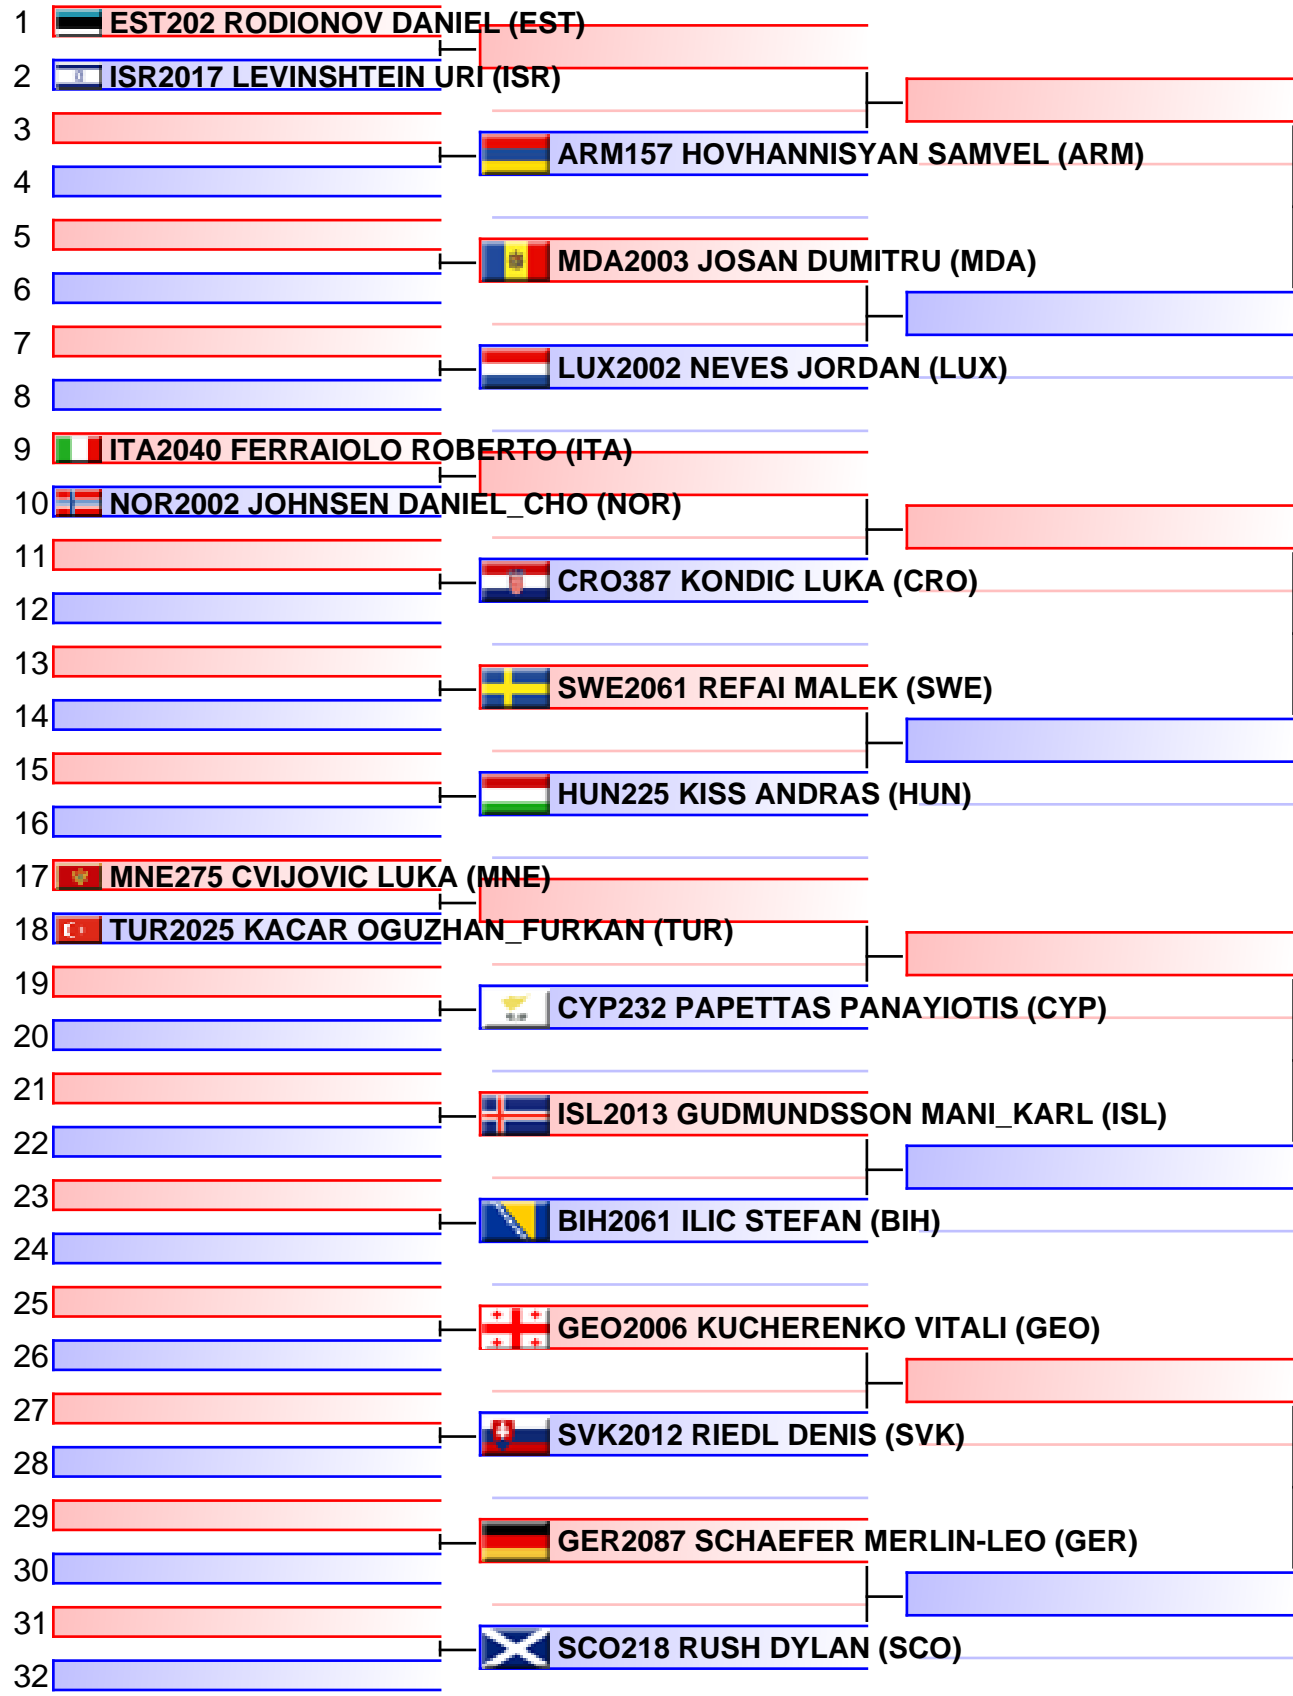 1 EST202 RODIONOV DANIEL (EST)
2 ISR2017 LEVINSHTEIN URI (ISR)
3
ARM157 HOVHANNISYAN SAMVEL (ARM)
4
5
MDA2003 JOSAN DUMITRU (MDA)
6
7
LUX2002 NEVES JORDAN (LUX)
8
9 ITA2040 FERRAIOLO ROBERTO (ITA)
10 NOR2002 JOHNSEN DANIEL_CHO (NOR)
11
CRO387 KONDIC LUKA (CRO)
12
13
SWE2061 REFAI MALEK (SWE)
14
15
HUN225 KISS ANDRAS (HUN)
16
17 MNE275 CVIJOVIC LUKA (MNE)
18 TUR2025 KACAR OGUZHAN_FURKAN (TUR)
19
CYP232 PAPETTAS PANAYIOTIS (CYP)
20
21
ISL2013 GUDMUNDSSON MANI_KARL (ISL)
22
23
BIH2061 ILIC STEFAN (BIH)
24
25
GEO2006 KUCHERENKO VITALI (GEO)
26
27
SVK2012 RIEDL DENIS (SVK)
28
29
GER2087 SCHAEFER MERLIN-LEO (GER)
30
31
SCO218 RUSH DYLAN (SCO)
32